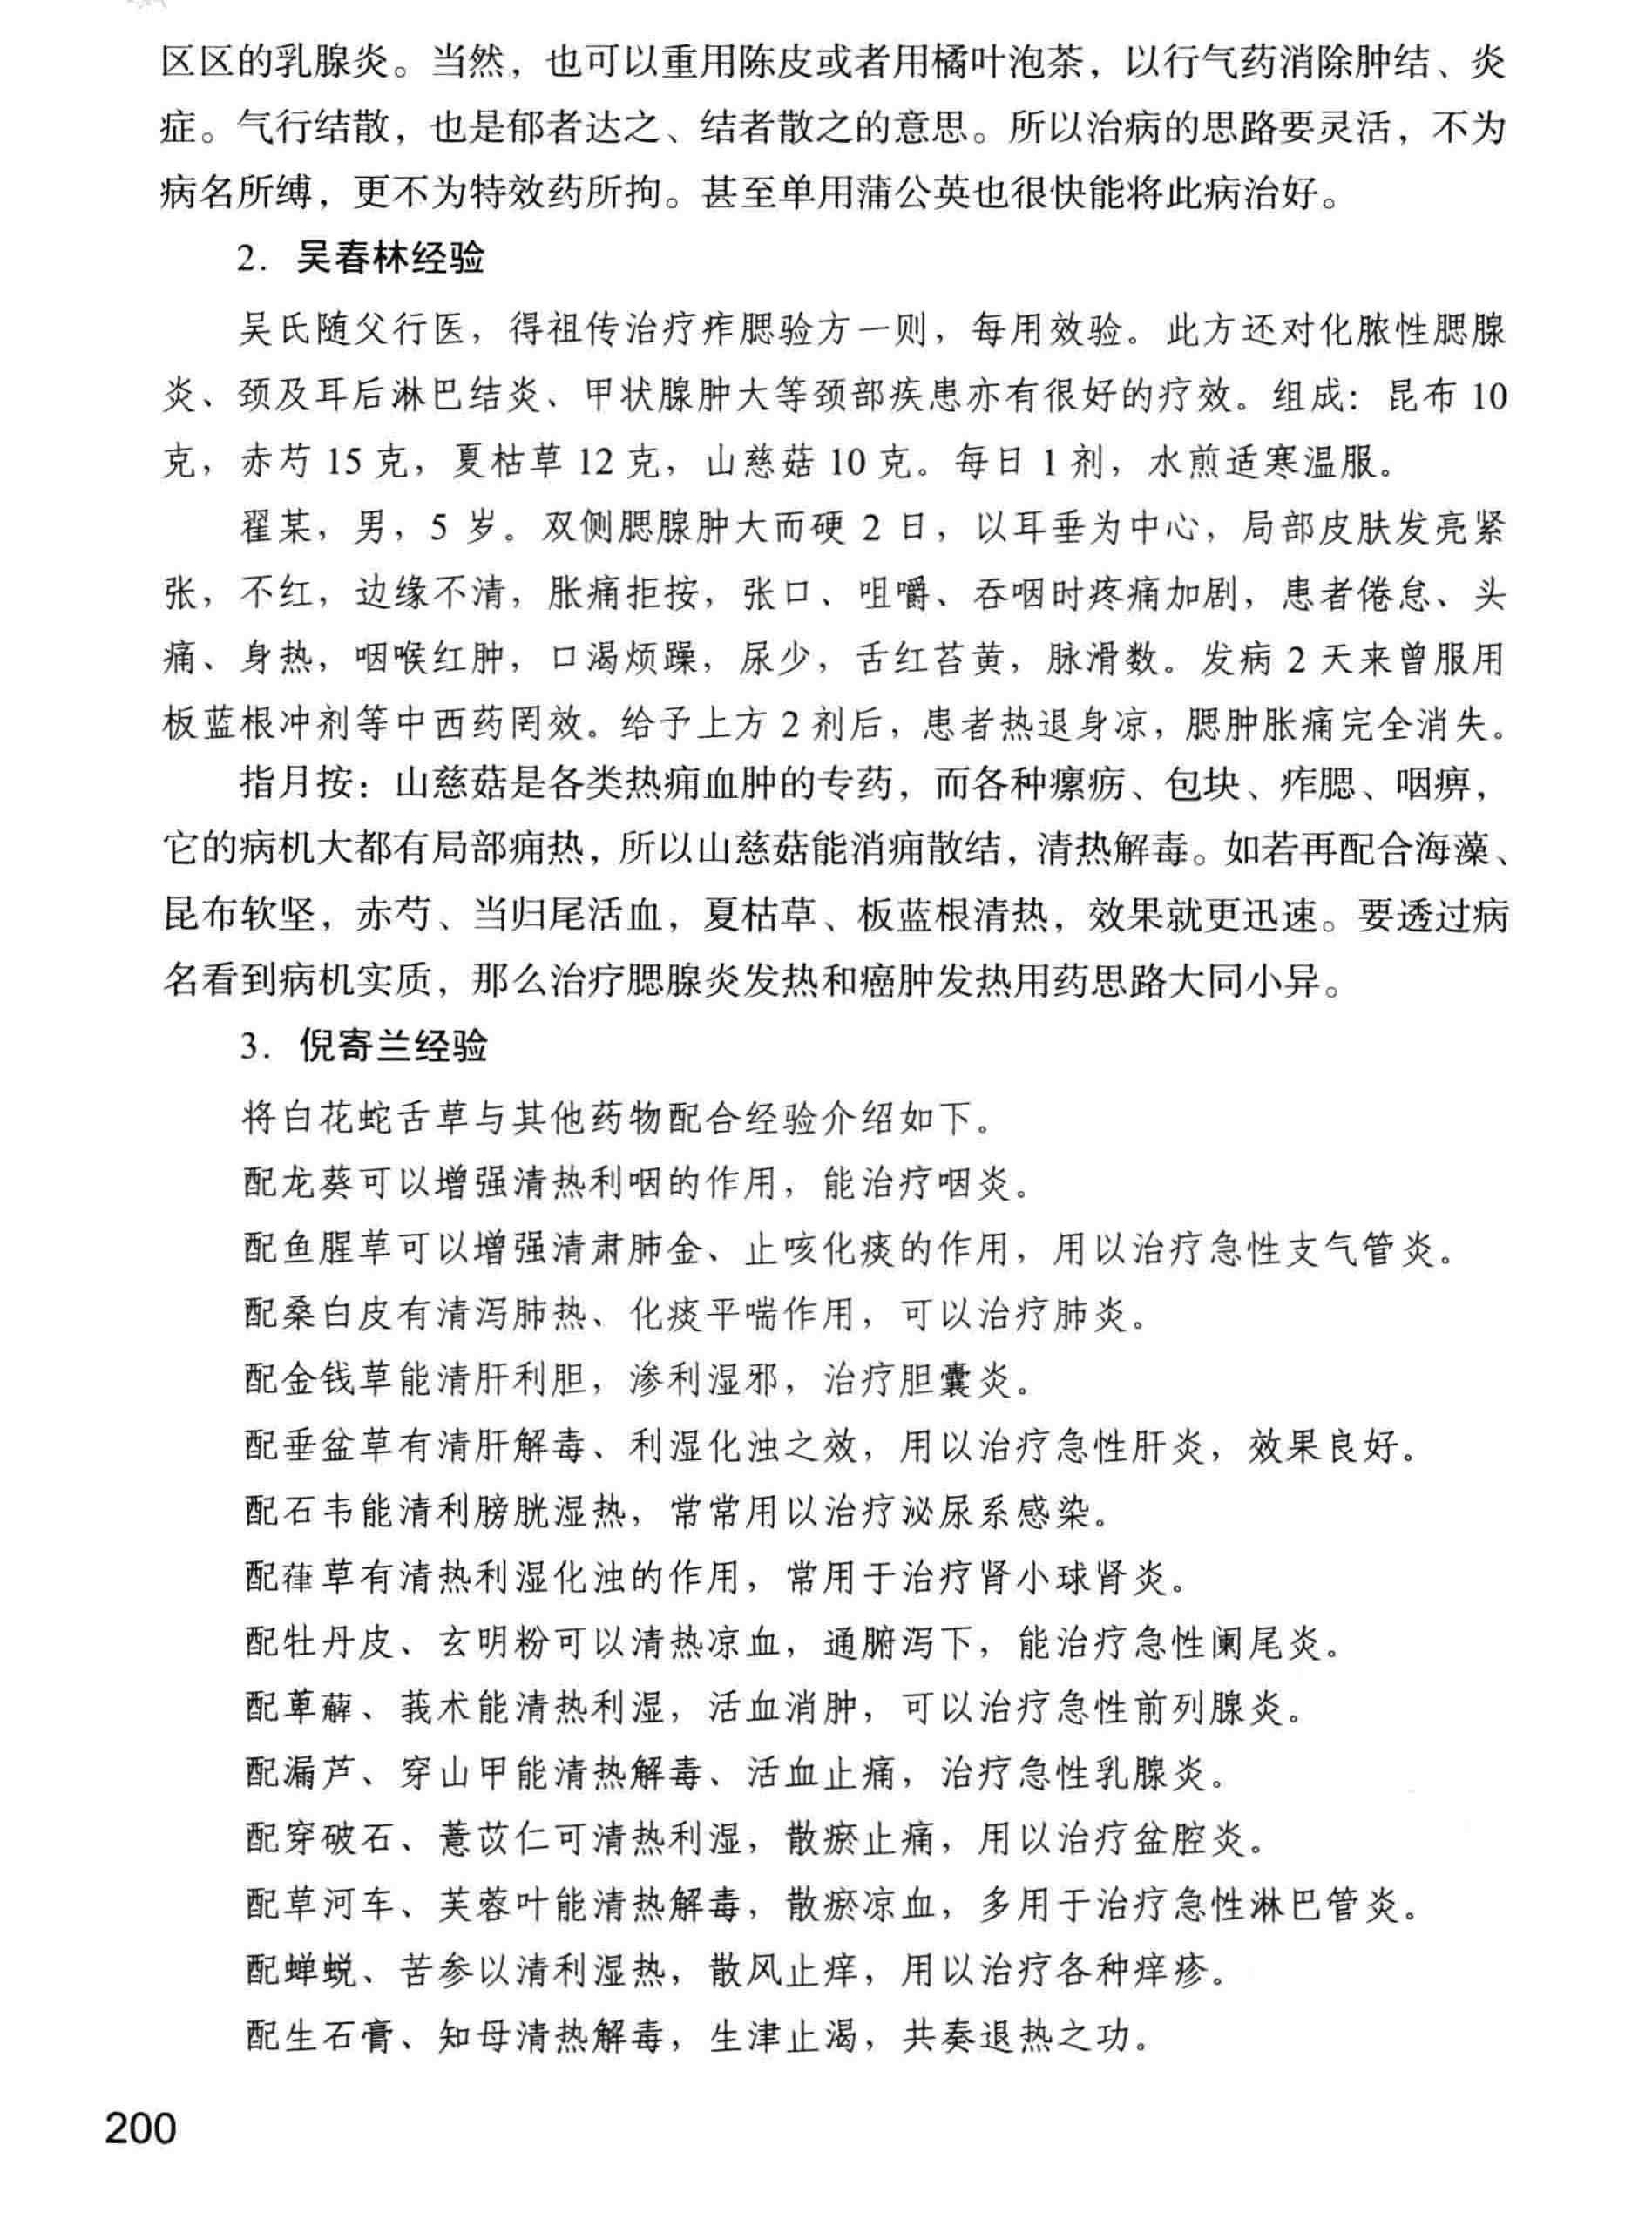 区区的乳腺炎。当然，也可以重用陈皮或者用橘叶泡茶，以行气药消除肿结、炎
症。气行结散，也是郁者达之、结者散之的意思。所以治病的思路要灵活，不为
病名所缚，更不为特效药所拘。甚至单用蒲公英也很快能将此病治好。
2．吴春林经验
吴氏随父行医，得祖传治疗痄腮验方一则，每用效验。此方还对化脓性腮腺
炎、颈及耳后淋巴结炎、甲状腺肿大等颈部疾患亦有很好的疗效。组成：昆布 10
克，赤芍 15 克，夏枯草 12 克，山慈菇 10 克。每日 1 剂，水煎适寒温服。
翟某，男，5 岁。双侧腮腺肿大而硬 2 日，以耳垂为中心，局部皮肤发亮紧
张，不红，边缘不清，胀痛拒按，张口、咀嚼、吞咽时疼痛加剧，患者倦怠、头
痛、身热，咽喉红肿，口渴烦躁，尿少，舌红苔黄，脉滑数。发病 2 天来曾服用
板蓝根冲剂等中西药罔效。给予上方 2 剂后，患者热退身凉，腮肿胀痛完全消失。
指月按：山慈菇是各类热痈血肿的专药，而各种瘰疬、包块、痄腮、咽痹，
它的病机大都有局部痈热，所以山慈菇能消痈散结，清热解毒。如若再配合海藻、
昆布软坚，赤芍、当归尾活血，夏枯草、板蓝根清热，效果就更迅速。要透过病
名看到病机实质，那么治疗腮腺炎发热和癌肿发热用药思路大同小异。
3．倪寄兰经验
将白花蛇舌草与其他药物配合经验介绍如下。
配龙葵可以增强清热利咽的作用，能治疗咽炎。
配鱼腥草可以增强清肃肺金、止咳化痰的作用，用以治疗急性支气管炎。
配桑白皮有清泻肺热、化痰平喘作用，可以治疗肺炎。
配金钱草能清肝利胆，渗利湿邪，治疗胆囊炎。
配垂盆草有清肝解毒、利湿化浊之效，用以治疗急性肝炎，效果良好。
配石韦能清利膀胱湿热，常常用以治疗泌尿系感染。
配葎草有清热利湿化浊的作用，常用于治疗肾小球肾炎。
配牡丹皮、玄明粉可以清热凉血，通腑泻下，能治疗急性阑尾炎。
配萆薢、莪术能清热利湿，活血消肿，可以治疗急性前列腺炎。
配漏芦、穿山甲能清热解毒、活血止痛，治疗急性乳腺炎。
配穿破石、薏苡仁可清热利湿，散瘀止痛，用以治疗盆腔炎。
配草河车、芙蓉叶能清热解毒，散瘀凉血，多用于治疗急性淋巴管炎。
配蝉蜕、苦参以清利湿热，散风止痒，用以治疗各种痒疹。
配生石膏、知母清热解毒，生津止渴，共奏退热之功。
200